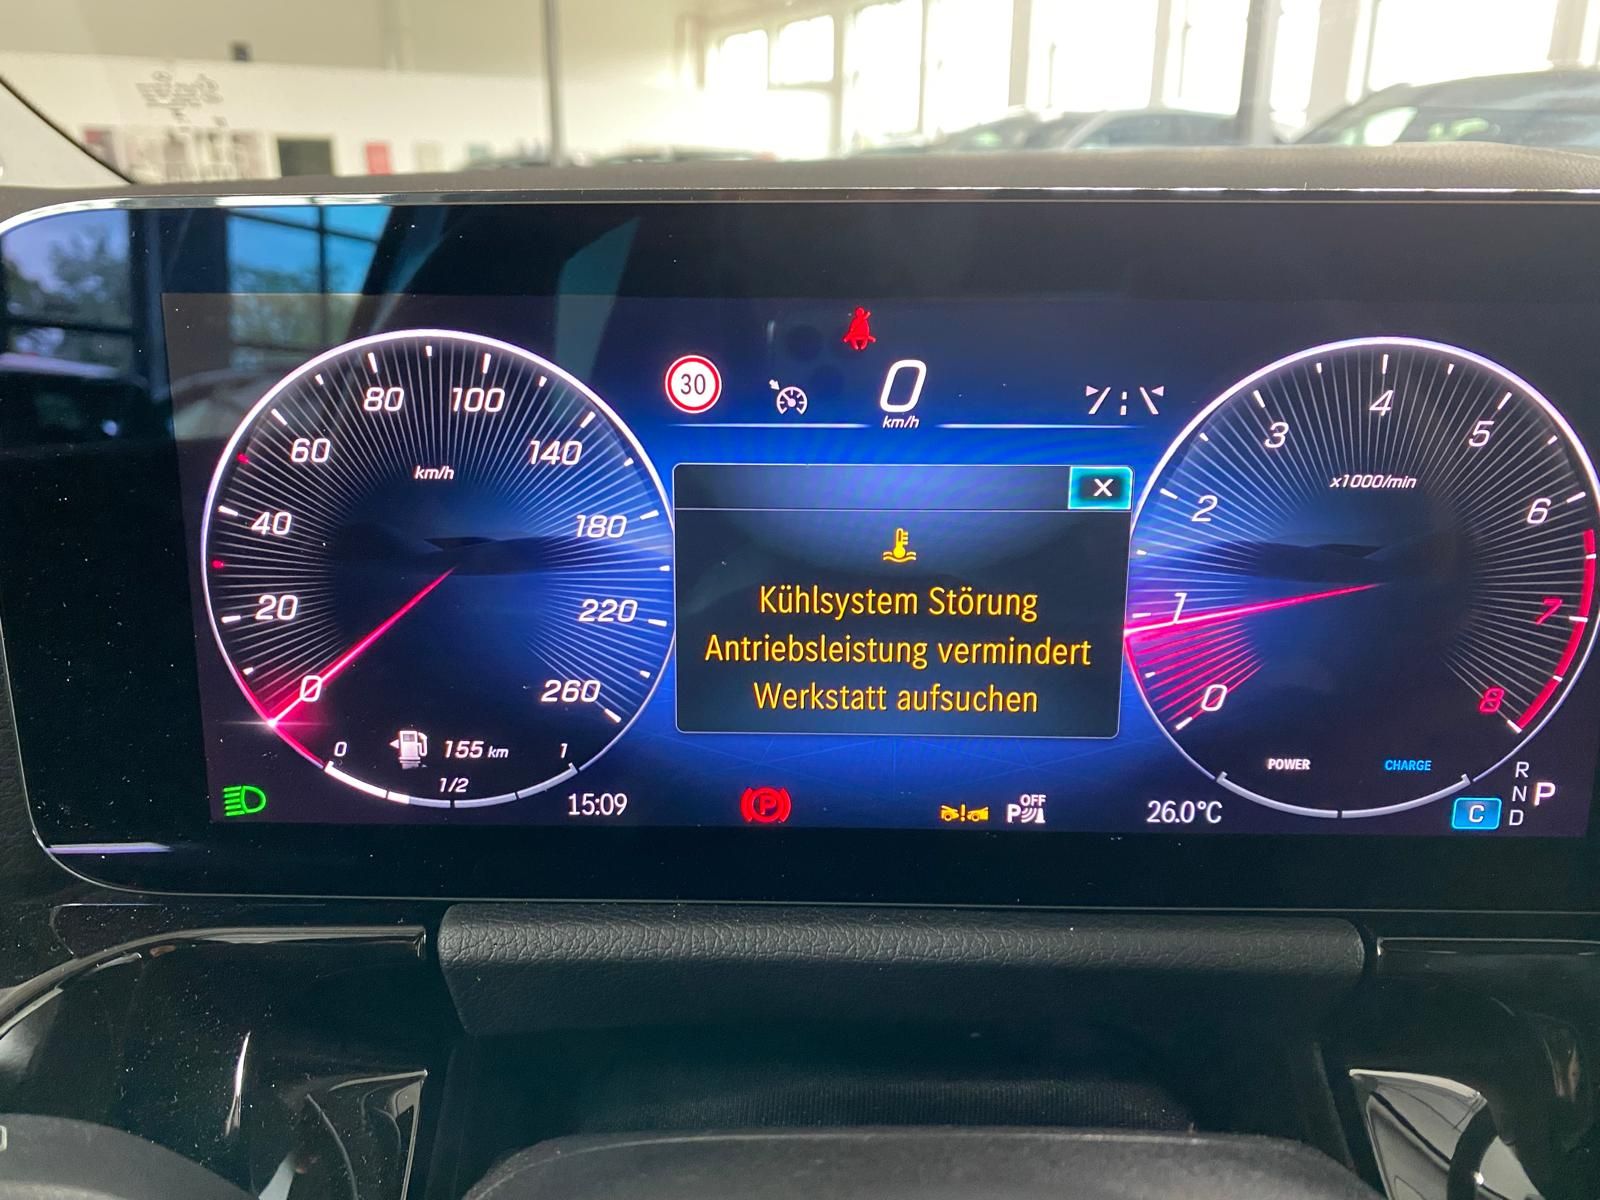 30
0
km/h
X
Kühlsystem Störung
Antriebsleistung vermindert
Werkstatt aufsuchen
0
20
40
60
80
100
140
180
220
260
km/h
0
1/2
1
155 km
15:09
P
P OFF
26.0°C
0
1
2
3
4
5
6
7
8
x1000/min
POWER
CHARGE
C
R
N
D
P